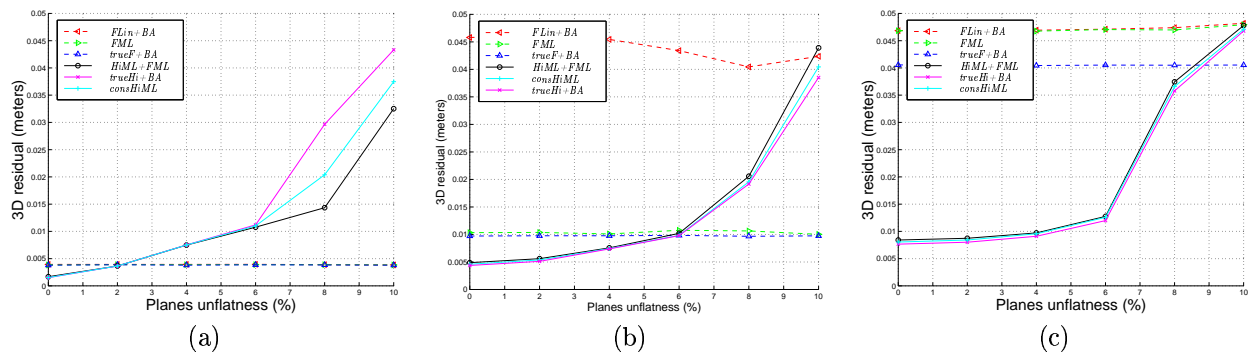 0.05
0.045
0.04
0.035
0.03
0.025
0.02
0.015
0.01
0.005
0
3D residual (meters)
FLin+BA
FML
trueF+BA
HiML+FML
trueHi+BA
consHiML
0 1 2 3 4 5 6 7 8 9 10
Planes unflatness (%)
(a)
0.05
0.045
0.04
0.035
0.03
0.025
0.02
0.015
0.01
0.005
0
3D residual (meters)
FLin+BA
FML
trueF+BA
HiML+FML
consHiML
trueHi+BA
0 1 2 3 4 5 6 7 8 9 10
Planes unflatness (%)
(b)
0.05
0.045
0.04
0.035
0.03
0.025
0.02
0.015
0.01
0.005
0
3D residual (meters)
FLin+BA
FML
trueF+BA
HiML+FML
trueHi+BA
consHiML
0 1 2 3 4 5 6 7 8 9 10
Planes unflatness (%)
(c)